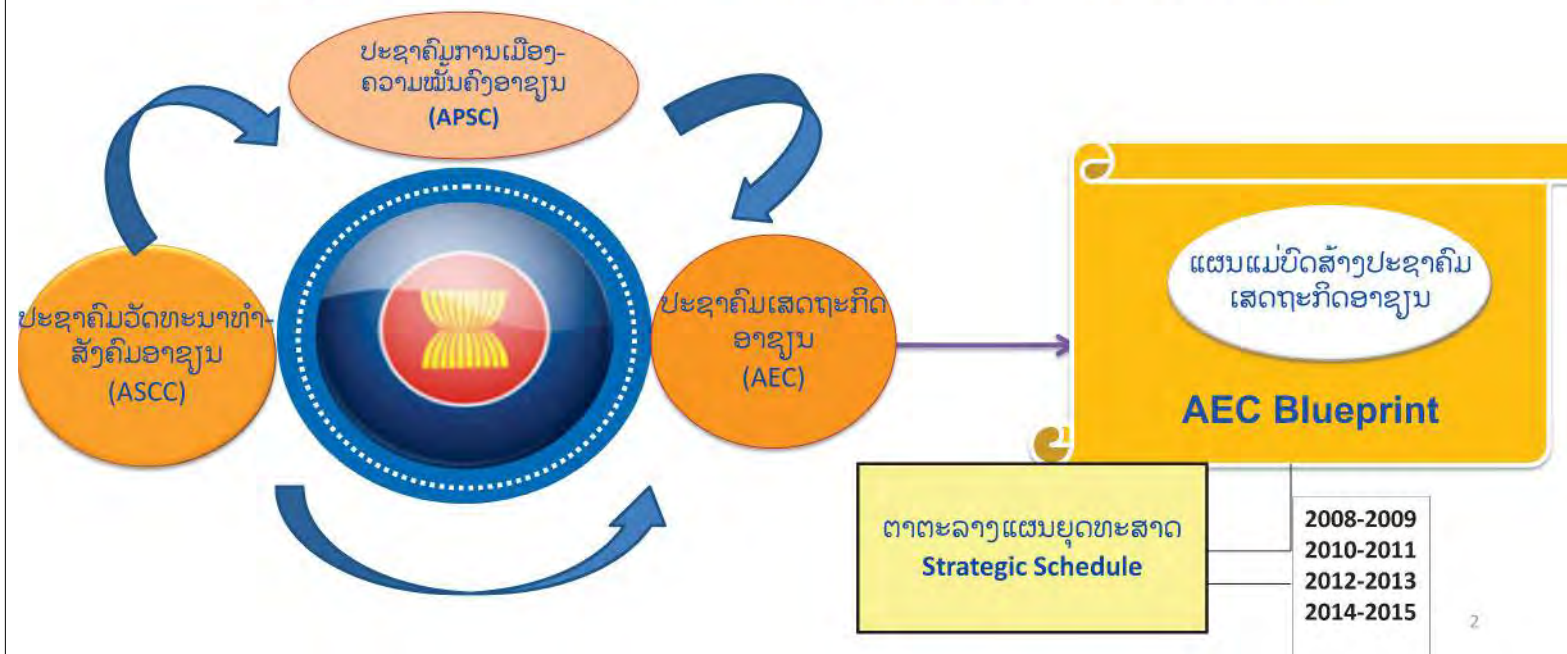 ປະຊາຄົມການເມືອງ-
ຄວາມໝັ້ນຄົງອາຊຽນ
(APSC)
ປະຊາຄົມວັດທະນາທຳ-
ສັງຄົມອາຊຽນ
(ASCC)
ປະຊາຄົມເສດຖະກິດ
ອາຊຽນ
(AEC)
ແຜນແມ່ບົດສ້າງປະຊາຄົມ
ເສດຖະກິດອາຊຽນ
AEC Blueprint
ຕາຕະລາງແຜນຍຸດທະສາດ
Strategic Schedule
2008-2009
2010-2011
2012-2013
2014-2015
2